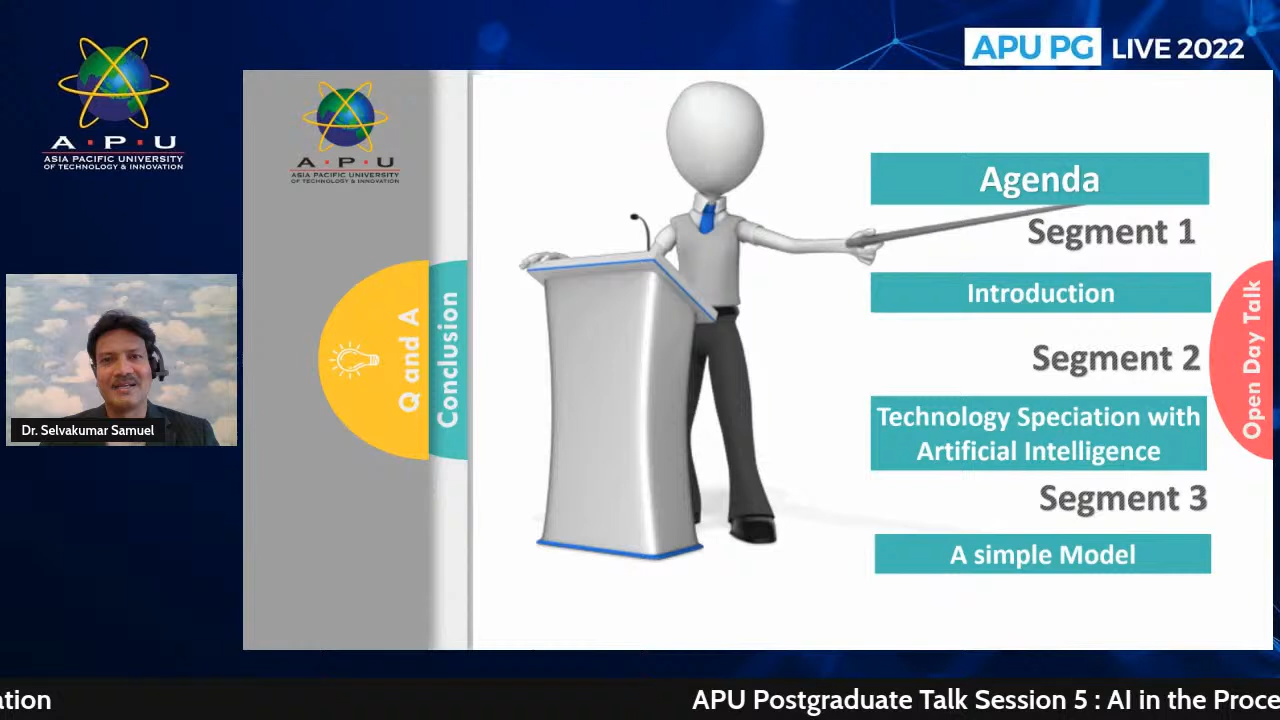 APU PG LIVE 2022
A·P·U
ASIA PACIFIC UNIVERSITY
OF TECHNOLOGY & INNOVATION
A·P·U
ASIA PACIFIC UNIVERSITY
OF TECHNOLOGY & INNOVATION
Agenda
Segment 1
Introduction
Segment 2
Technology Speciation with
Artificial Intelligence
Segment 3
A simple Model
Q and A
Conclusion
Open Day Talk
Dr. Selvakumar Samuel
APU Postgraduate Talk Session 5 : AI in the